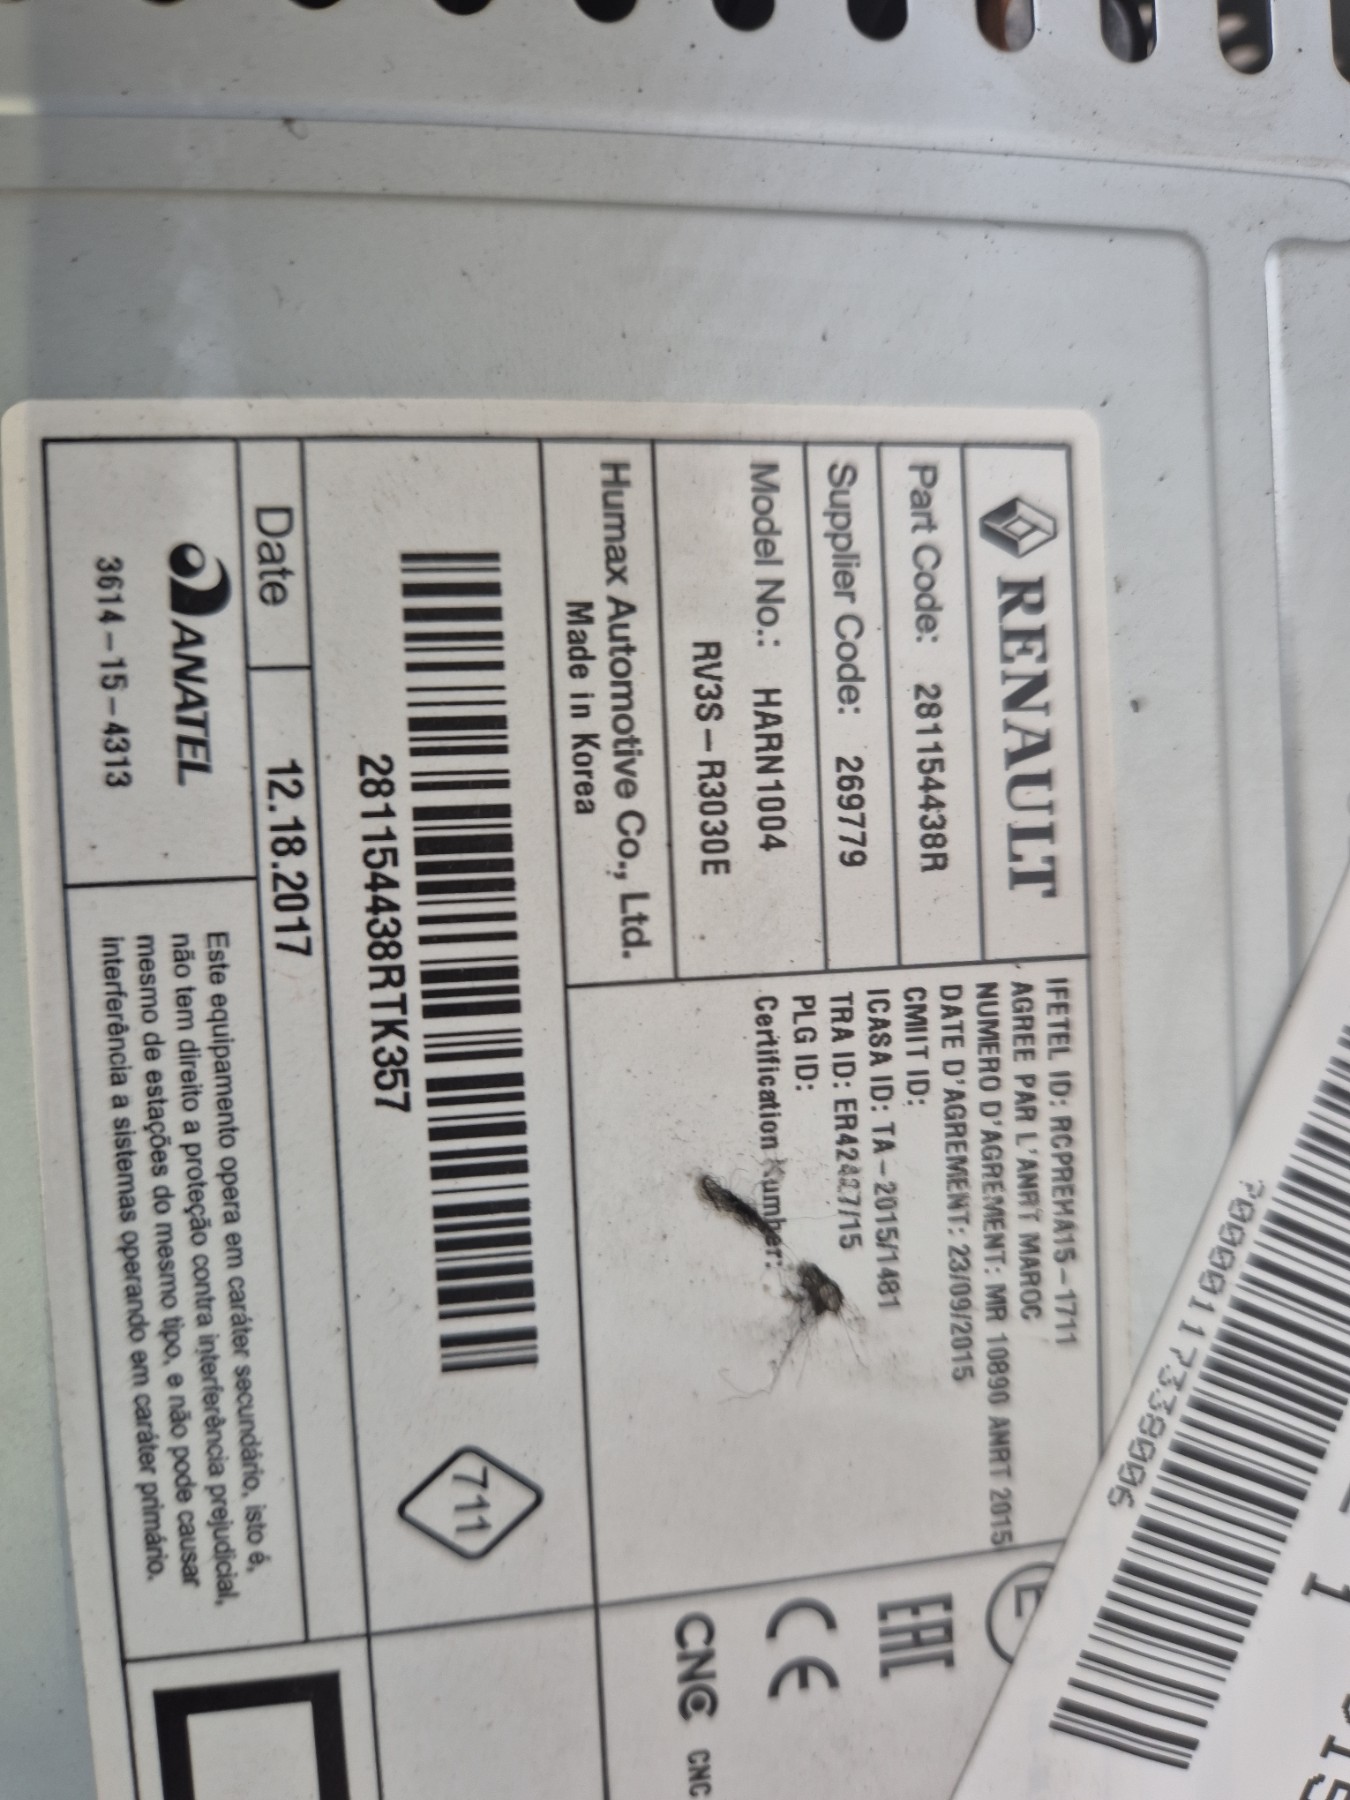 RENAULT
Part Code: 281154438R
Supplier Code: 269779
Model No.: HARN1004
RV3S-R3030E
Humax Automotive Co., Ltd.
Made in Korea
IFETEL ID: RCPREHA15-1711
AGREE PAR L'ANRT MAROC
NUMERO D'AGREMENT: MR 10890 ANRT 2015
DATE D'AGREMENT: 23/09/2015
CMIT ID:
ICASA ID: TA-2015/1481
TRA ID: ER42427/15
PLG ID:
Certification Number:
E
EAC
CE
CNC CNC
281154438RTK357
711
Date 12.18.2017
ANATEL
3614-15-4313
Este equipamento opera em caráter secundário, isto é,
não tem direito a proteção contra interferência prejudicial,
mesmo de estações do mesmo tipo, e não pode causar
interferência a sistemas operando em caráter primário.